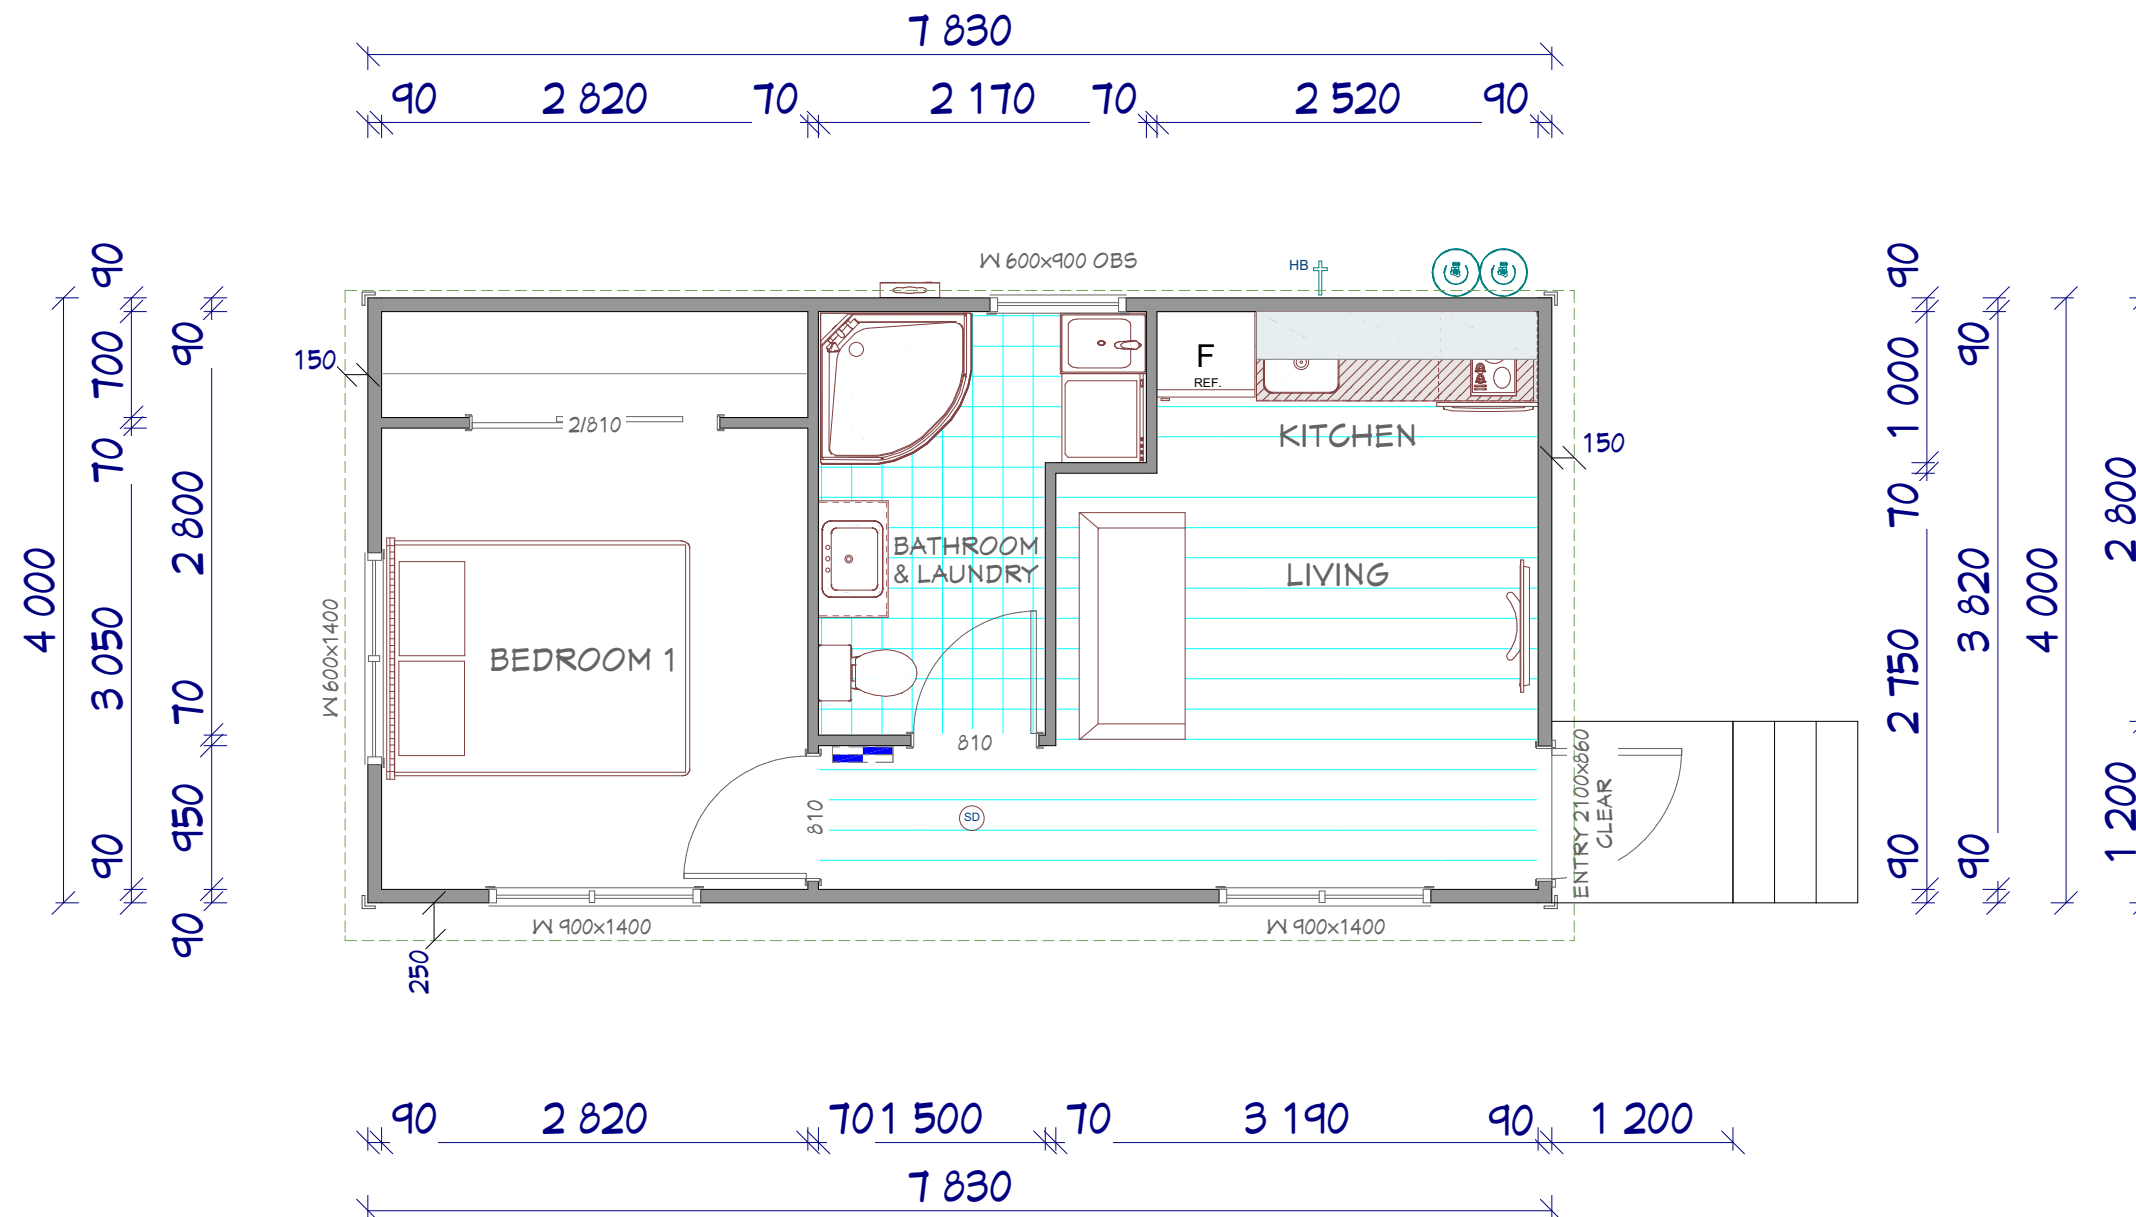 7 830
90 2 820 70 2 170 70 2 520 90
W 600x900 OBS
HB
150
F
REF.
2/810
KITCHEN
150
BATHROOM
& LAUNDRY
LIVING
BEDROOM 1
W 600x1400
810
810
SD
ENTRY 2100x860
CLEAR
W 900x1400
W 900x1400
250
4 000
90 700 70 3 050 90
90 2 800 70 950 90
90 1 000 70 2 750 90
90 3 820 90
4 000
2 800 1 200
90 2 820 70 1 500 70 3 190 90 1 200
7 830